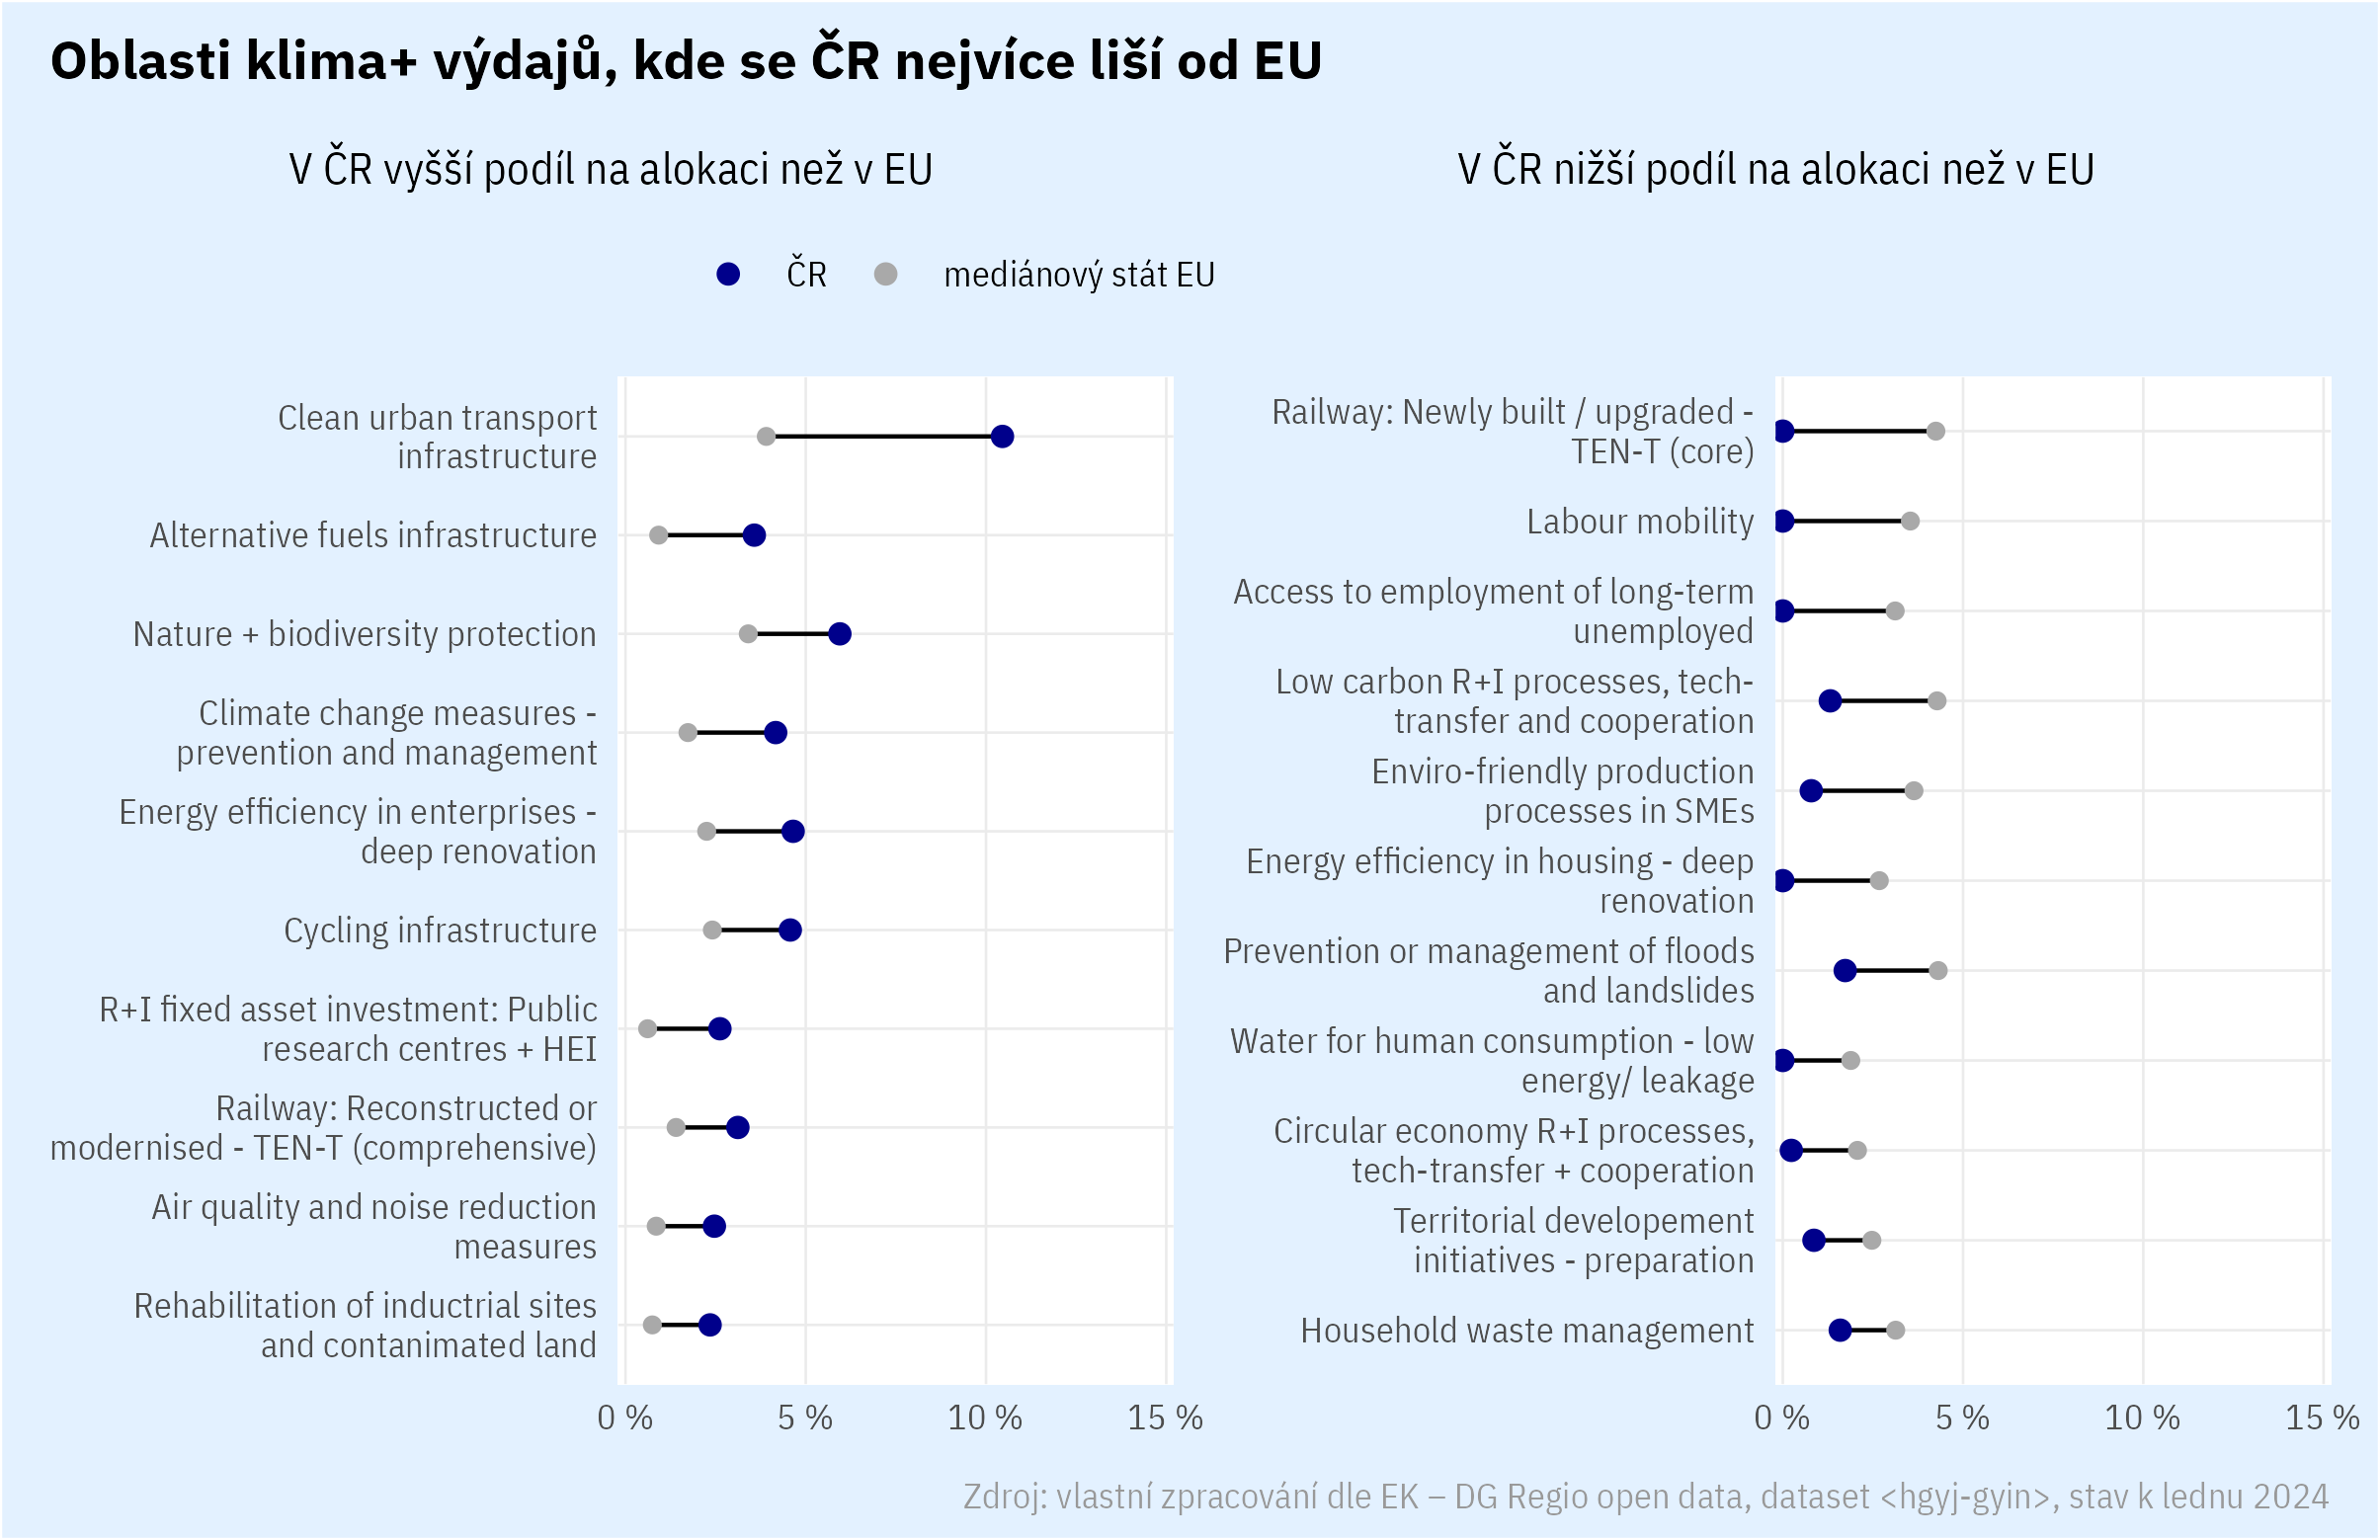 Oblasti klima+ výdajů, kde se ČR nejvíce liší od EU
V ČR vyšší podíl na alokaci než v EU
V ČR nižší podíl na alokaci než v EU
ČR
mediánový stát EU
Clean urban transport
infrastructure
Alternative fuels infrastructure
Nature + biodiversity protection
Climate change measures -
prevention and management
Energy efficiency in enterprises -
deep renovation
Cycling infrastructure
R+I fixed asset investment: Public
research centres + HEI
Railway: Reconstructed or
modernised - TEN-T (comprehensive)
Air quality and noise reduction
measures
Rehabilitation of inductrial sites
and contanimated land
0 %
5 %
10 %
15 %
Railway: Newly built / upgraded -
TEN-T (core)
Labour mobility
Access to employment of long-term
unemployed
Low carbon R+I processes, tech-
transfer and cooperation
Enviro-friendly production
processes in SMEs
Energy efficiency in housing - deep
renovation
Prevention or management of floods
and landslides
Water for human consumption - low
energy/ leakage
Circular economy R+I processes,
tech-transfer + cooperation
Territorial developement
initiatives - preparation
Household waste management
0 %
5 %
10 %
15 %
Zdroj: vlastní zpracování dle EK – DG Regio open data, dataset <hgyj-gyin>, stav k lednu 2024